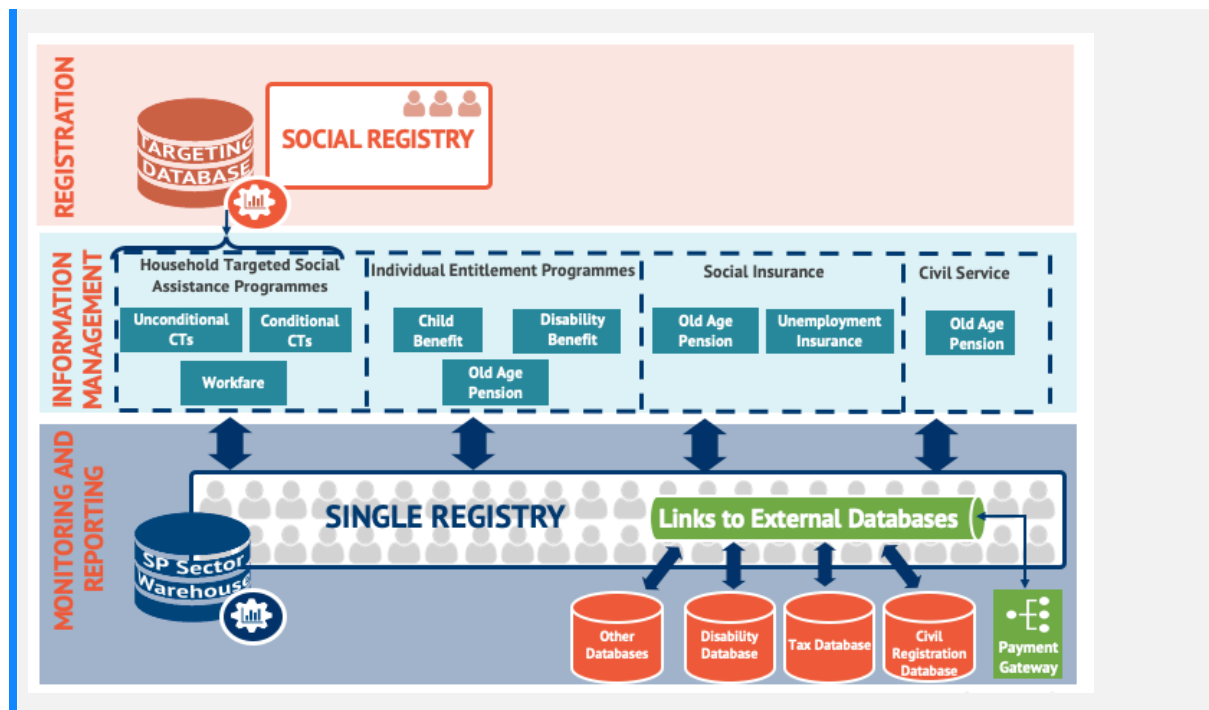 REGISTRATION
TARGETING
DATABASE
SOCIAL REGISTRY
INFORMATION
MANAGEMENT
Household Targeted Social
Assistance Programmes
Unconditional
CTs
Conditional
CTs
Workfare
Individual Entitlement Programmes
Child
Benefit
Disability
Benefit
Old Age
Pension
Social Insurance
Old Age
Pension
Unemployment
Insurance
Civil Service
Old Age
Pension
MONITORING AND
REPORTING
SINGLE REGISTRY
Links to External Databases
SP Sector
Warehouse
Other
Databases
Disability
Database
Tax Database
Civil
Registration
Database
Payment
Gateway